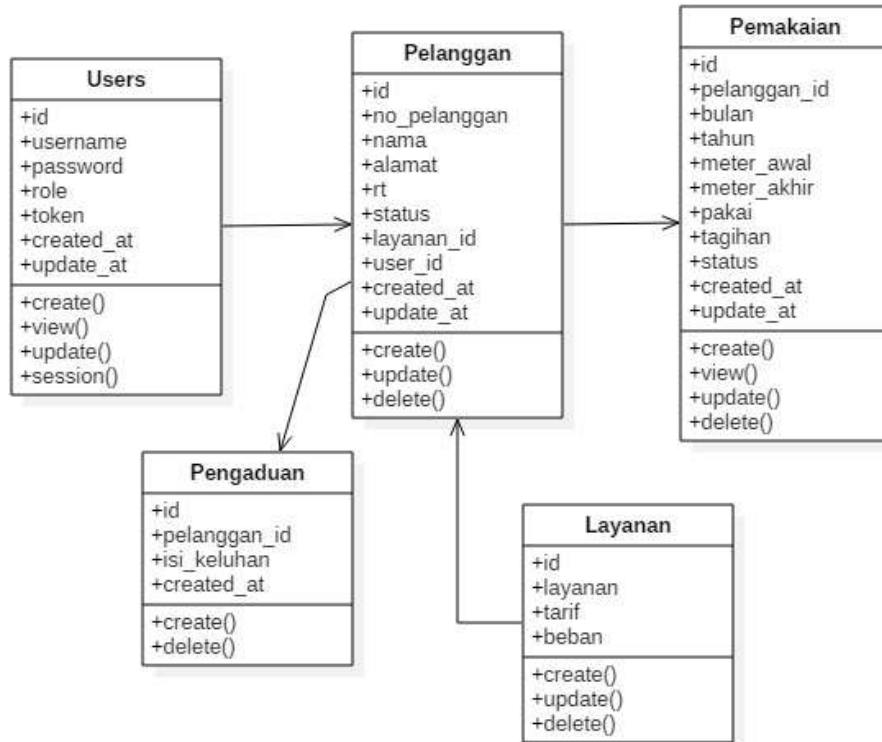 Users
+id
+username
+password
+role
+token
+created_at
+update_at
+create()
+view()
+update()
+session()
Pelanggan
+id
+no_pelanggan
+nama
+alamat
+rt
+status
+layanan_id
+user_id
+created_at
+update_at
+create()
+update()
+delete()
Pemakaian
+id
+pelanggan_id
+bulan
+tahun
+meter_awal
+meter_akhir
+pakai
+tagihan
+status
+created_at
+update_at
+create()
+view()
+update()
+delete()
Pengaduan
+id
+pelanggan_id
+isi_keluhan
+created_at
+create()
+delete()
Layanan
+id
+layanan
+tarif
+beban
+create()
+update()
+delete()